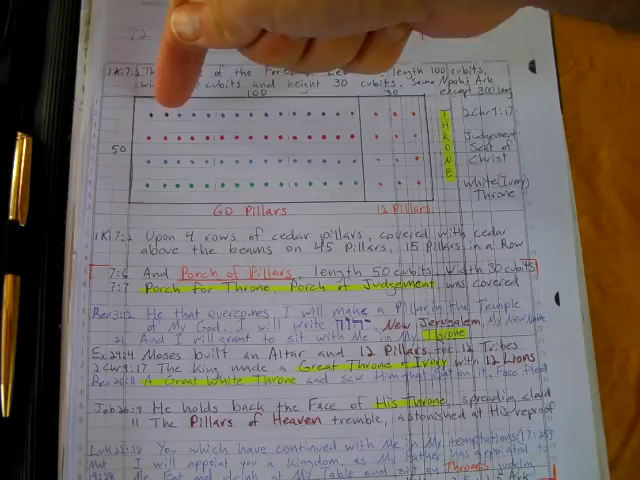 72
1Ki7:2 The of the Forest length 100 cubits,
cubits and height 30 cubits. Same Noah's Ark
100 30 except 300 long
50
THRONE
2Chr 9:17
Judgement
Seat of
Christ
White (Ivory)
Throne
60 Pillars 12 Pillars
1Ki7:2 Upon 4 rows of cedar pillars, covered with cedar
above the beams on 45 Pillars, 15 Pillars in a Row
7:6 And Porch of Pillars, length 50 cubits, width 30 cubits
7:7 Porch for Throne, Porch of Judgement was covered
Rev 3:12 He that overcomes, I will make a Pillar in the Temple
of My God. I will write יהוה, New Jerusalem, My New Name
21 And I will grant to sit with Me in My Throne
Ex24:4 Moses built an Altar and 12 Pillars for 12 Tribes
2Chr9:17 The King made a Great Throne of Ivory with 12 Lions
Rev20:11 A Great White Throne and saw Him that sat on it, Face fled
Job26:9 He holds back the Face of His Throne, spreading cloud
11 The Pillars of Heaven tremble, astonished at His reproof
Luk22:28 You which have continued with Me in My temptations
I will appoint you a Kingdom, as My Father has appointed
Eat and drink at My Table and sit on Thrones